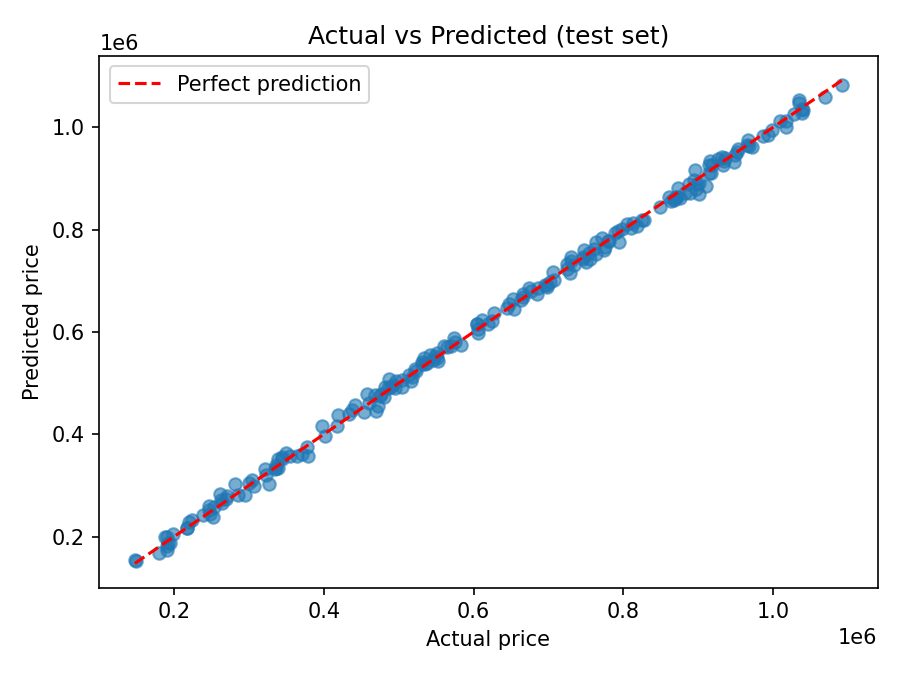 Actual vs Predicted (test set)
1e6
Perfect prediction
1.0
0.8
0.6
0.4
0.2
Predicted price
0.2 0.4 0.6 0.8 1.0
Actual price
1e6